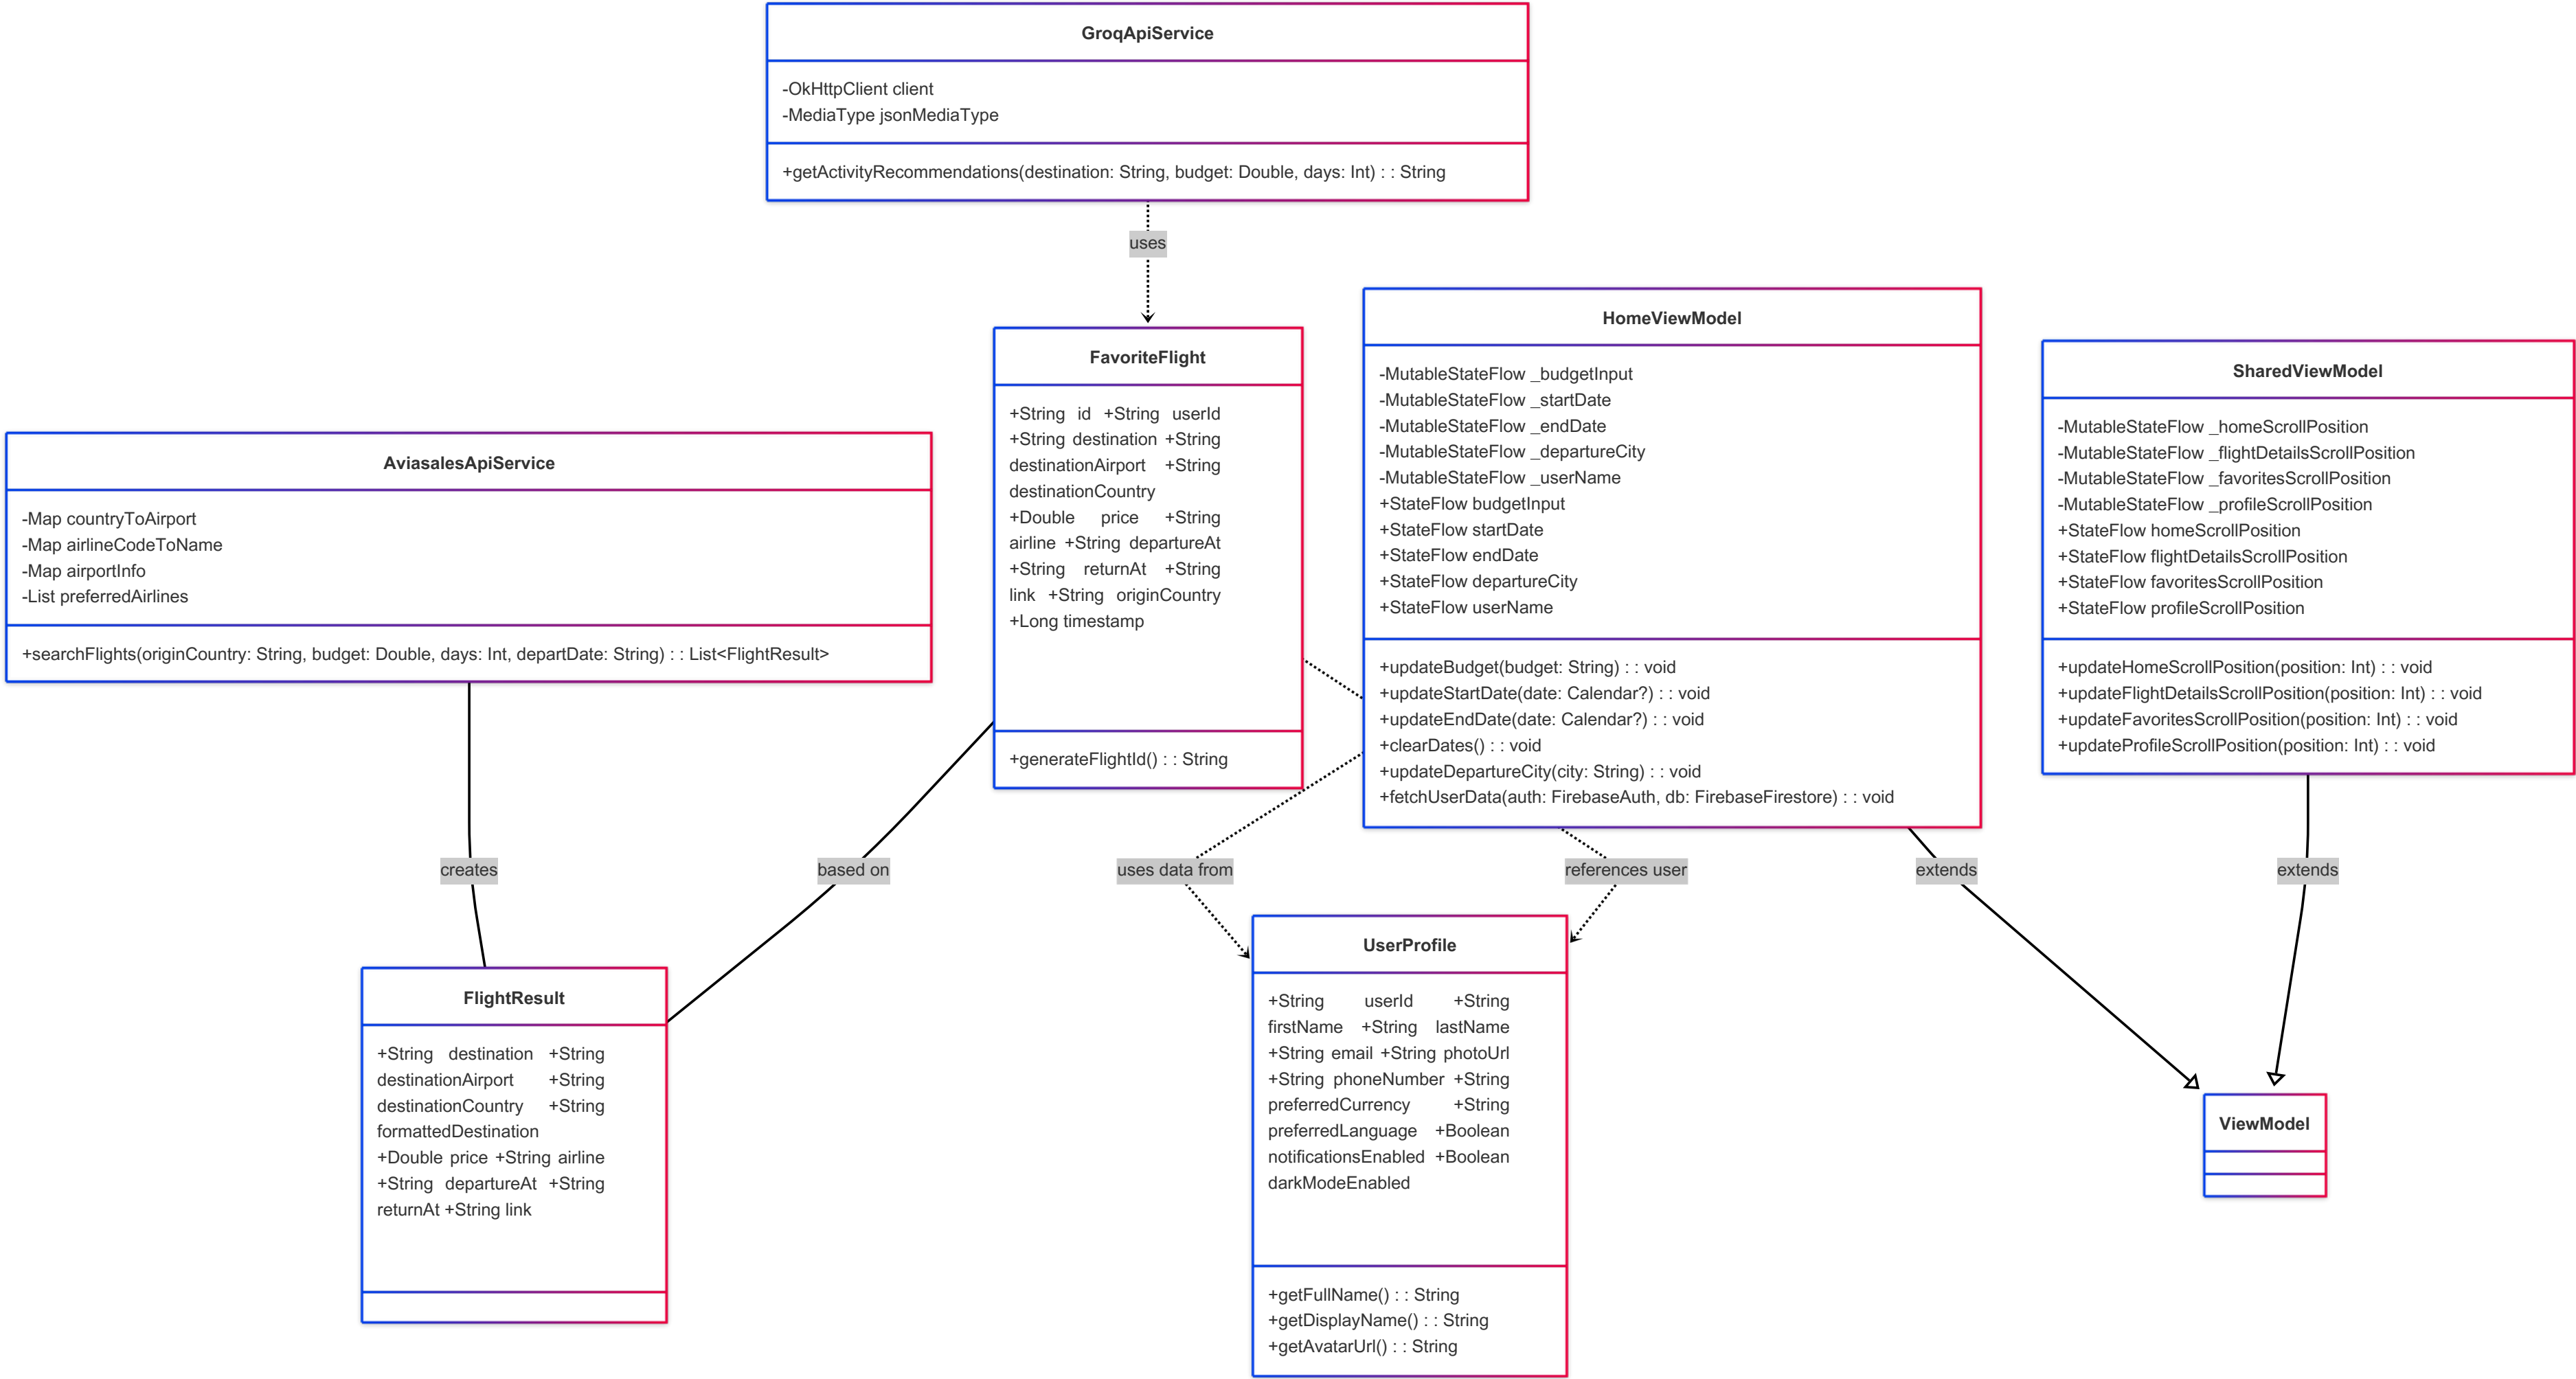 GroqApiService
-OkHttpClient client
-MediaType jsonMediaType
+getActivityRecommendations(destination: String, budget: Double, days: Int) : : String
uses
FavoriteFlight
+String id +String userId
+String destination +String
destinationAirport +String
destinationCountry
+Double price +String
airline +String departureAt
+String returnAt +String
link +String originCountry
+Long timestamp
+generateFlightId() : : String
HomeViewModel
-MutableStateFlow _budgetInput
-MutableStateFlow _startDate
-MutableStateFlow _endDate
-MutableStateFlow _departureCity
-MutableStateFlow _userName
+StateFlow budgetInput
+StateFlow startDate
+StateFlow endDate
+StateFlow departureCity
+StateFlow userName
+updateBudget(budget: String) : : void
+updateStartDate(date: Calendar?) : : void
+updateEndDate(date: Calendar?) : : void
+clearDates() : : void
+updateDepartureCity(city: String) : : void
+fetchUserData(auth: FirebaseAuth, db: FirebaseFirestore) : : void
SharedViewModel
-MutableStateFlow _homeScrollPosition
-MutableStateFlow _flightDetailsScrollPosition
-MutableStateFlow _favoritesScrollPosition
-MutableStateFlow _profileScrollPosition
+StateFlow homeScrollPosition
+StateFlow flightDetailsScrollPosition
+StateFlow favoritesScrollPosition
+StateFlow profileScrollPosition
+updateHomeScrollPosition(position: Int) : : void
+updateFlightDetailsScrollPosition(position: Int) : : void
+updateFavoritesScrollPosition(position: Int) : : void
+updateProfileScrollPosition(position: Int) : : void
AviasalesApiService
-Map countryToAirport
-Map airlineCodeToName
-Map airportInfo
-List preferredAirlines
+searchFlights(originCountry: String, budget: Double, days: Int, departDate: String) : : List<FlightResult>
creates
based on
uses data from
references user
extends
extends
FlightResult
+String destination +String
destinationAirport +String
destinationCountry +String
formattedDestination
+Double price +String airline
+String departureAt +String
returnAt +String link
UserProfile
+String userId +String
firstName +String lastName
+String email +String photoUrl
+String phoneNumber +String
preferredCurrency +String
preferredLanguage +Boolean
notificationsEnabled +Boolean
darkModeEnabled
+getFullName() : : String
+getDisplayName() : : String
+getAvatarUrl() : : String
ViewModel